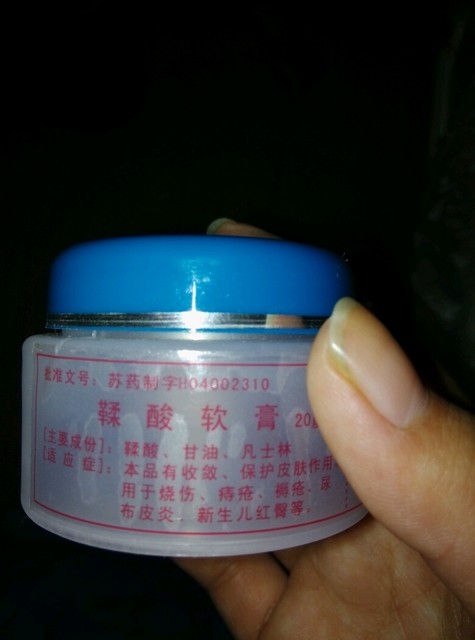 批准文号：苏药制字H04002310
鞣酸软膏 20g
[主要成份]：鞣酸、甘油、凡士林
[适应症]：本品有收敛、保护皮肤作用，
用于烧伤、痔疮、褥疮、尿
布皮炎、新生儿红臀等。